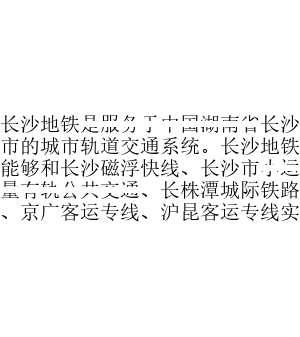 长沙地铁是服务于中国湖南省长沙
市的城市轨道交通系统。长沙地铁
能够和长沙磁浮快线、长沙市大运
量有轨公共交通、长株潭城际铁路
、京广客运专线、沪昆客运专线实